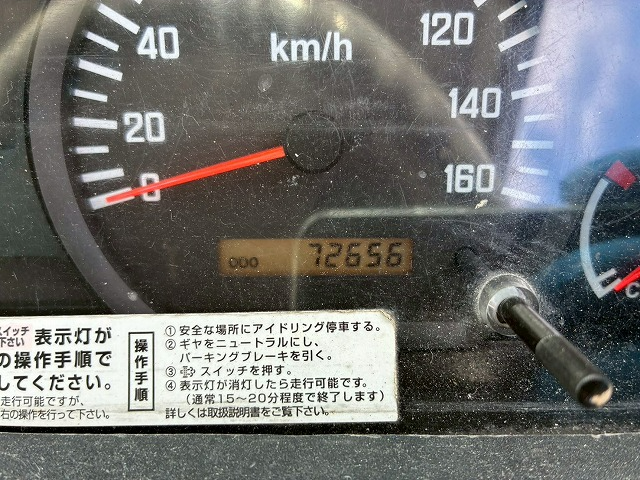 40
km/h
120
20
140
0
160
ODO 72656
スイッチ
下さい
表示灯が
の操作手順で
してください。
走行可能ですが、
右の操作を行って下さい。
操作手順
①安全な場所にアイドリング停車する。
②ギヤをニュートラルにし、
パーキングブレーキを引く。
③ スイッチを押す。
④表示灯が消灯したら走行可能です。
(通常15〜20分程度で終了します)
詳しくは取扱説明書をご覧下さい。
C